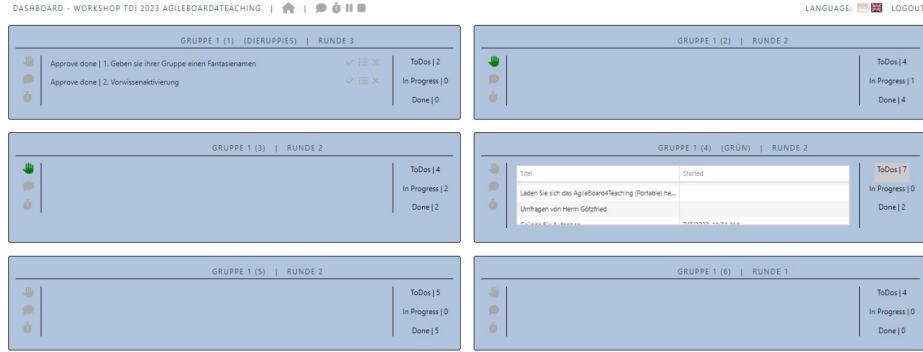 DASHBOARD - WORKSHOP TDI 2023 AGILEBOARD4TEACHING | |
LANGUAGE: LOGOUT
GRUPPE 1 (1) (DIERUPPIES) | RUNDE 3
Approve done | 1. Geben sie ihrer Gruppe einen Fantasienamen
Approve done | 2. Vorwissenaktivierung
ToDos | 2
In Progress | 0
Done | 0
GRUPPE 1 (2) | RUNDE 2
ToDos | 4
In Progress | 1
Done | 4
GRUPPE 1 (3) | RUNDE 2
ToDos | 4
In Progress | 2
Done | 2
GRUPPE 1 (4) (GRÜN) | RUNDE 2
Titel Started
Laden Sie sich das AgileBoard4Teaching (Portable) he...
Umfragen von Herrn Götzfried
ToDos | 7
In Progress | 0
Done | 2
GRUPPE 1 (5) | RUNDE 2
ToDos | 5
In Progress | 0
Done | 5
GRUPPE 1 (6) | RUNDE 1
ToDos | 4
In Progress | 0
Done | 0